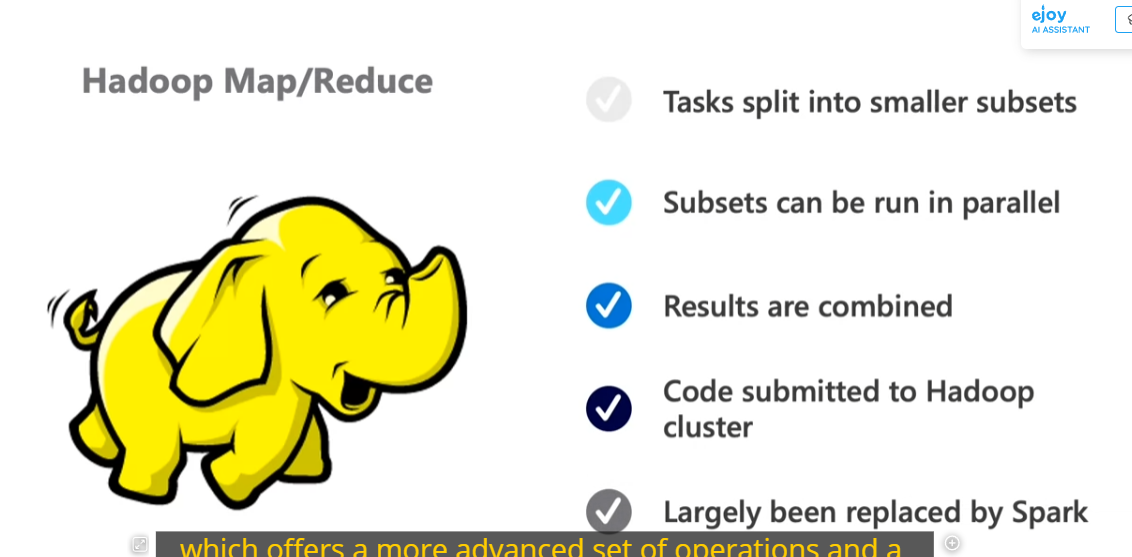 ejoy
AI ASSISTANT
Hadoop Map/Reduce
Tasks split into smaller subsets
Subsets can be run in parallel
Results are combined
Code submitted to Hadoop
cluster
Largely been replaced by Spark
which offers a more advanced set of operations and a